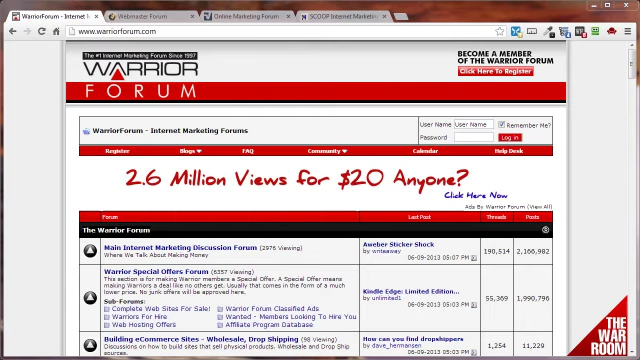 WarriorForum - Internet M
Webmaster Forum
Online Marketing Forum
SCOOP Internet Marketing
www.warriorforum.com
The #1 Internet Marketing Forum Since 1997
WARRIOR
FORUM
BECOME A MEMBER
OF THE WARRIOR FORUM
Click Here To Register
WarriorForum - Internet Marketing Forums
User Name
User Name
Remember Me?
Password
Log in
Register
Blogs
FAQ
Community
Calendar
Help Desk
2.6 Million Views for $20 Anyone?
Click Here Now
Ads By Warrior Forum (View All)
Forum
Last Post
Threads
Posts
The Warrior Forum
Main Internet Marketing Discussion Forum (2976 Viewing)
Where We Talk About Making Money
Aweber Sticker Shock
by writeaway
06-09-2013 05:07 PM
190,514
2,166,982
Warrior Special Offers Forum (6357 Viewing)
This section is for making Warrior members a Special Offer. A Special Offer means
making Warriors a deal like no others get. Usually that comes in the form of a much
lower price. No junk offers will be approved here.
Sub-Forums:
Complete Web Sites For Sale!
Warrior Forum Classified Ads
Warriors For Hire
Wanted - Members Looking To Hire You
Web Hosting Offers
Affiliate Program Database
Kindle Edge: Limited Edition...
by unlimited1
06-09-2013 05:03 PM
55,369
1,990,796
Building eCommerce Sites - Wholesale, Drop Shipping (98 Viewing)
Discussions on how to build sites that sell physical products. Wholesale, drop shipping, and other
sources.
How can you find dropshippers
by dave_hermansen
06-09-2013 05:04 PM
1,254
11,229
THE
WAR
ROOM